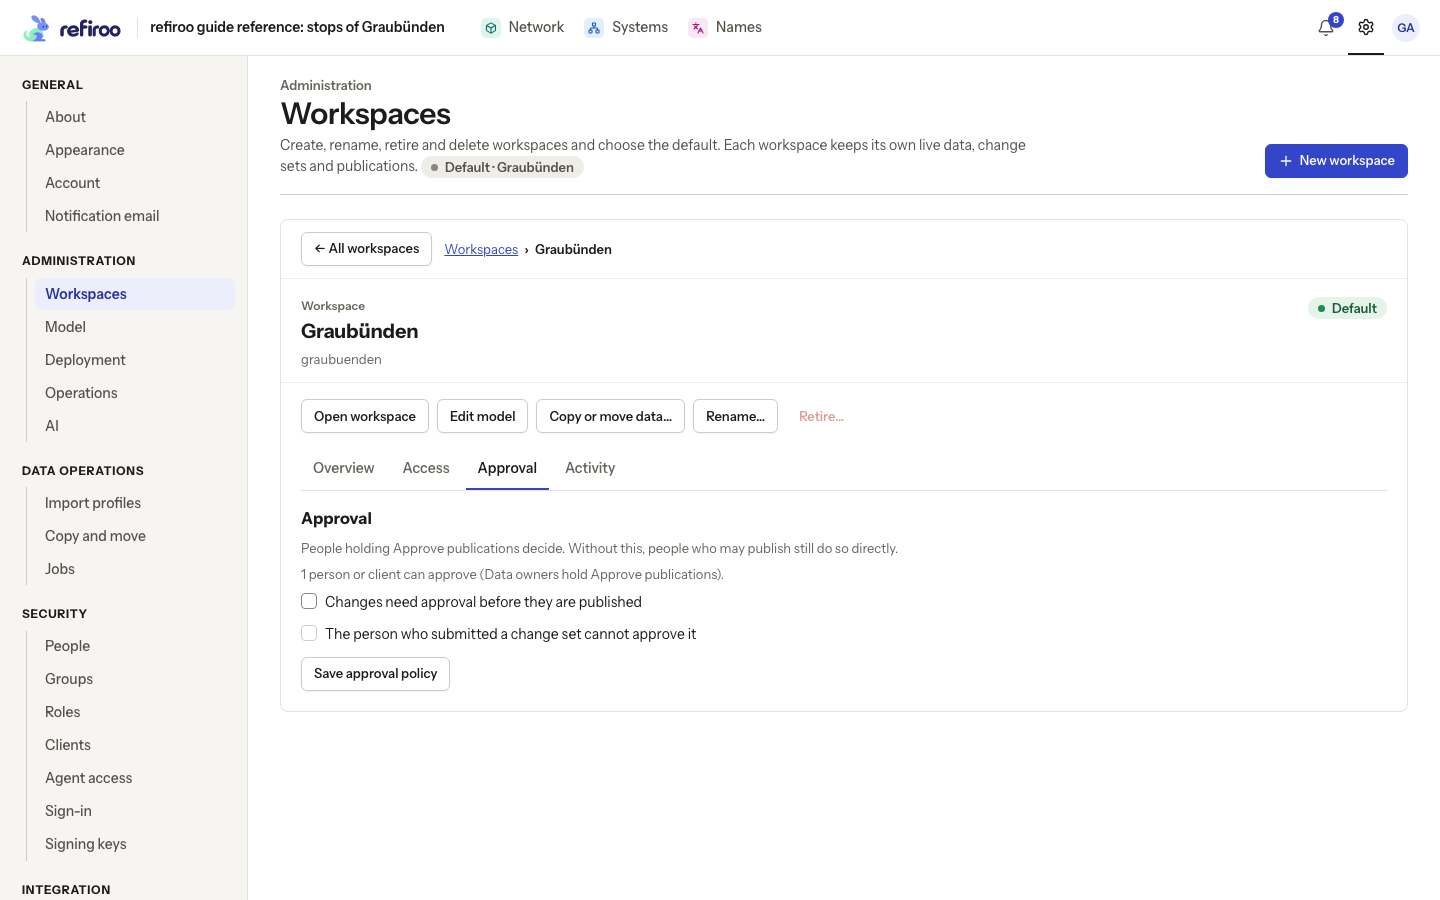 refiroo
refiroo guide reference: stops of Graubünden
Network
Systems
Names
8
GA
GENERAL
About
Appearance
Account
Notification email
ADMINISTRATION
Workspaces
Model
Deployment
Operations
AI
DATA OPERATIONS
Import profiles
Copy and move
Jobs
SECURITY
People
Groups
Roles
Clients
Agent access
Sign-in
Signing keys
INTEGRATION
Administration
Workspaces
Create, rename, retire and delete workspaces and choose the default. Each workspace keeps its own live data, change
sets and publications. Default · Graubünden
+ New workspace
← All workspaces
Workspaces › Graubünden
Workspace
Graubünden
graubuenden
Default
Open workspace
Edit model
Copy or move data...
Rename...
Retire...
Overview
Access
Approval
Activity
Approval
People holding Approve publications decide. Without this, people who may publish still do so directly.
1 person or client can approve (Data owners hold Approve publications).
Changes need approval before they are published
The person who submitted a change set cannot approve it
Save approval policy